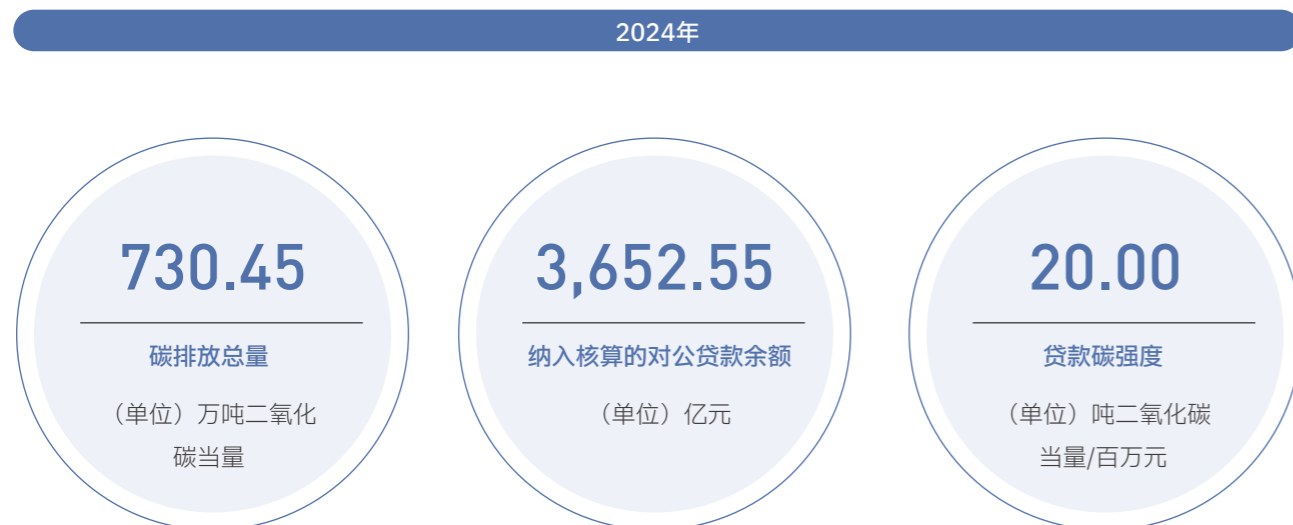 2024年
730.45
碳排放总量
（单位）万吨二氧化
碳当量
3,652.55
纳入核算的对公贷款余额
（单位）亿元
20.00
贷款碳强度
（单位）吨二氧化碳
当量/百万元